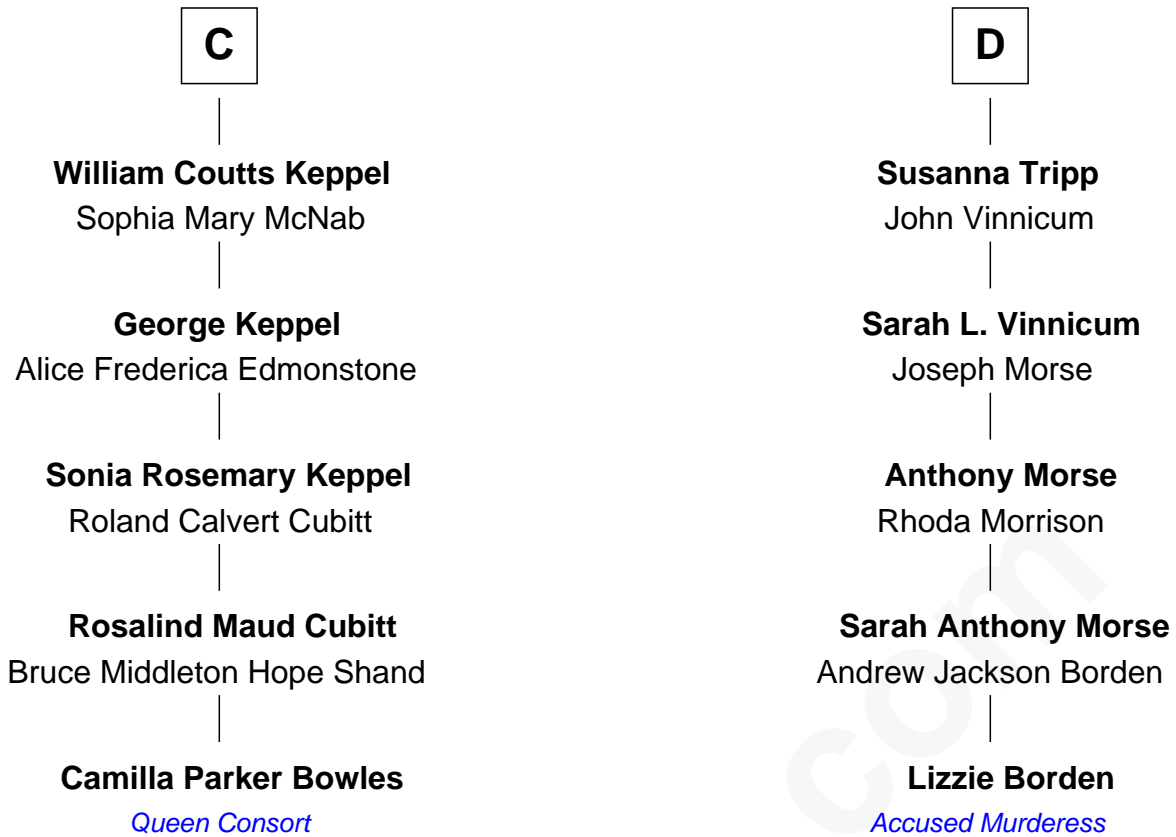 C
William Coutts Keppel
Sophia Mary McNab
George Keppel
Alice Frederica Edmonstone
Sonia Rosemary Keppel
Roland Calvert Cubitt
Rosalind Maud Cubitt
Bruce Middleton Hope Shand
Camilla Parker Bowles
Queen Consort
D
Susanna Tripp
John Vinnicum
Sarah L. Vinnicum
Joseph Morse
Anthony Morse
Rhoda Morrison
Sarah Anthony Morse
Andrew Jackson Borden
Lizzie Borden
Accused Murderess
com